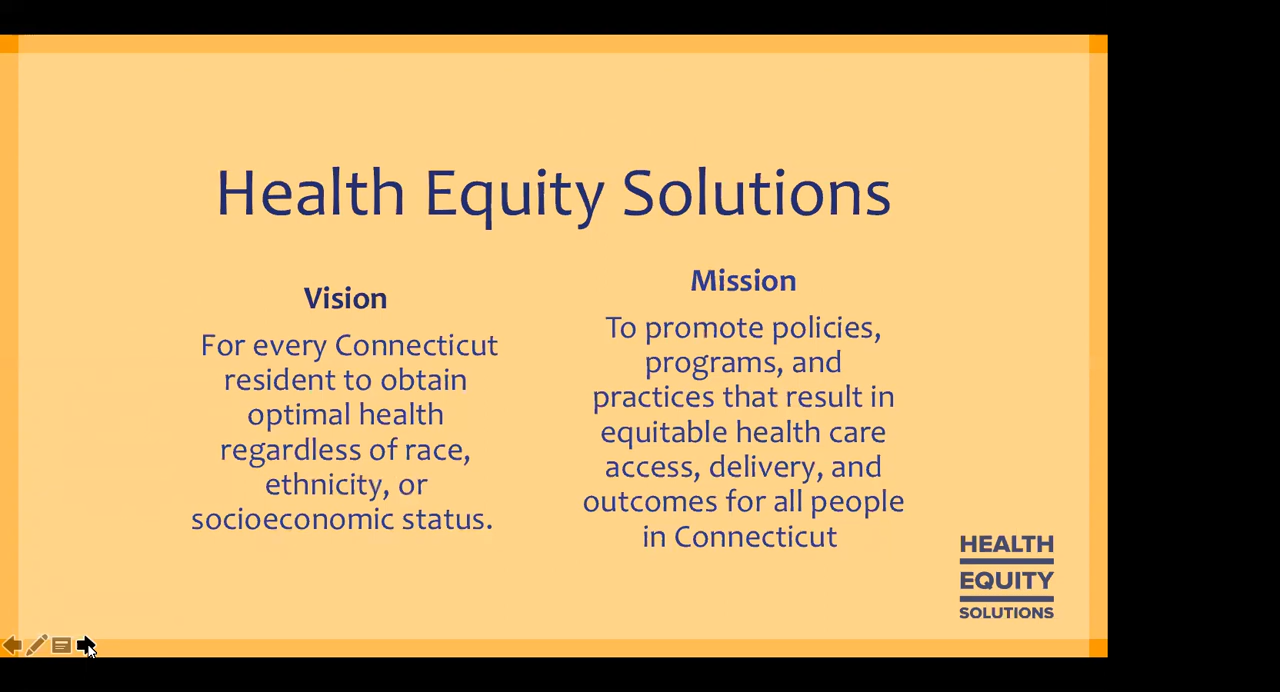 Health Equity Solutions
Vision
For every Connecticut
resident to obtain
optimal health
regardless of race,
ethnicity, or
socioeconomic status.
Mission
To promote policies,
programs, and
practices that result in
equitable health care
access, delivery, and
outcomes for all people
in Connecticut
HEALTH
EQUITY
SOLUTIONS